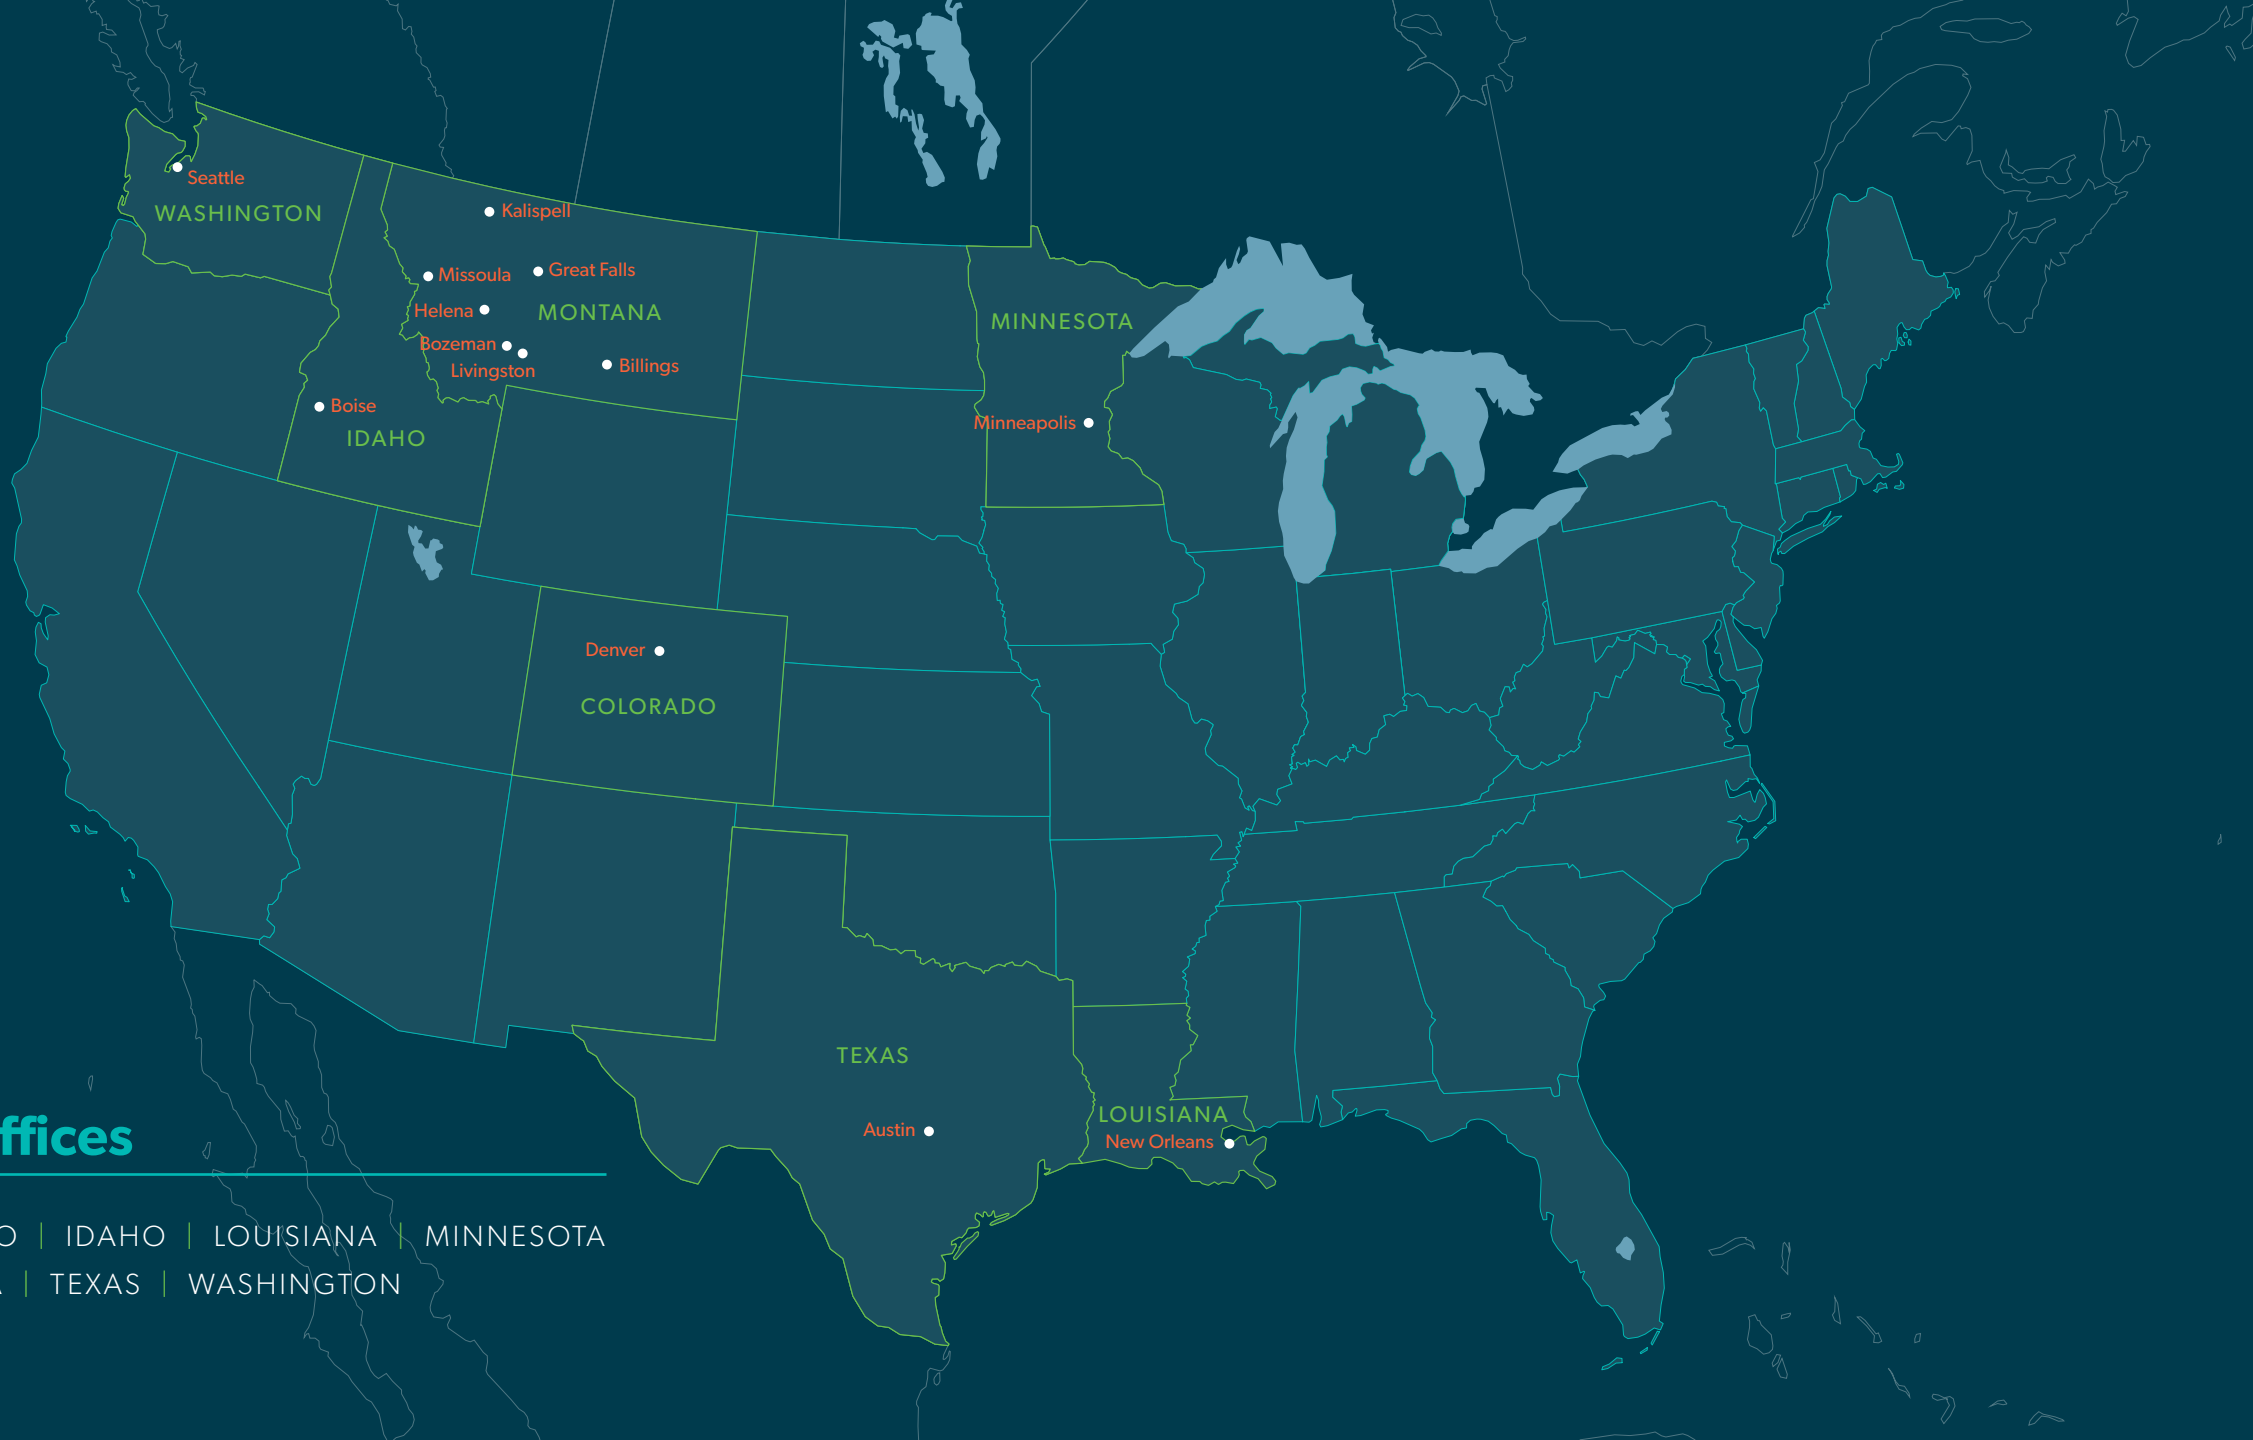 Seattle
WASHINGTON
Kalispell
Missoula
Great Falls
Helena
MONTANA
Bozeman
Livingston
Billings
Boise
IDAHO
MINNESOTA
Minneapolis
Denver
COLORADO
TEXAS
Austin
LOUISIANA
New Orleans
ffices
O | IDAHO | LOUISIANA | MINNESOTA
A | TEXAS | WASHINGTON